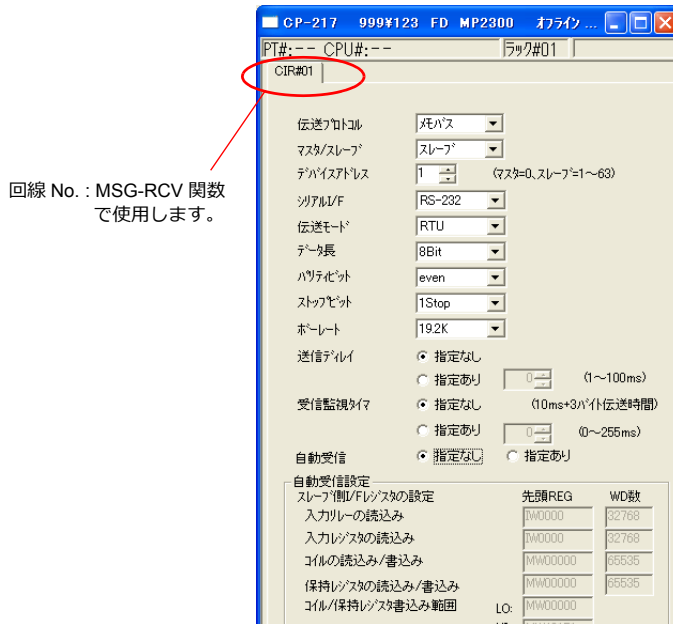 CP-217 999¥123 FD MP2300 ｵﾌﾗｲﾝ ...
PT#:-- CPU#:-- ﾗｯｸ#01
CIR#01
伝送ﾌﾟﾛﾄｺﾙ ﾒﾓﾊﾞｽ
ﾏｽﾀ/ｽﾚｰﾌﾞ ｽﾚｰﾌﾞ
ﾃﾞﾊﾞｲｽｱﾄﾞﾚｽ 1 (ﾏｽﾀ=0､ｽﾚｰﾌﾞ=1～63)
回線 No. : MSG-RCV 関数
で使用します。
ｼﾘｱﾙI/F RS-232
伝送ﾓｰﾄﾞ RTU
ﾃﾞｰﾀ長 8Bit
ﾊﾟﾘﾃｨﾋﾞｯﾄ even
ｽﾄｯﾌﾟﾋﾞｯﾄ 1Stop
ﾎﾞｰﾚｰﾄ 19.2K
送信ﾃﾞｨﾚｲ 指定なし
指定あり 0 (1～100ms)
受信監視ﾀｲﾏ 指定なし (10ms+3ﾊﾞｲﾄ伝送時間)
指定あり 0 (0～255ms)
自動受信 指定なし 指定あり
自動受信設定
ｽﾚｰﾌﾞ側I/Fﾚｼﾞｽﾀの設定 先頭REG WD数
入力ﾘﾚｰの読込み IW0000 32768
入力ﾚｼﾞｽﾀの読込み IW0000 32768
ｺｲﾙの読込み/書込み MW00000 65535
保持ﾚｼﾞｽﾀの読込み/書込み MW00000 65535
ｺｲﾙ/保持ﾚｼﾞｽﾀ書込み範囲 LO: MW00000